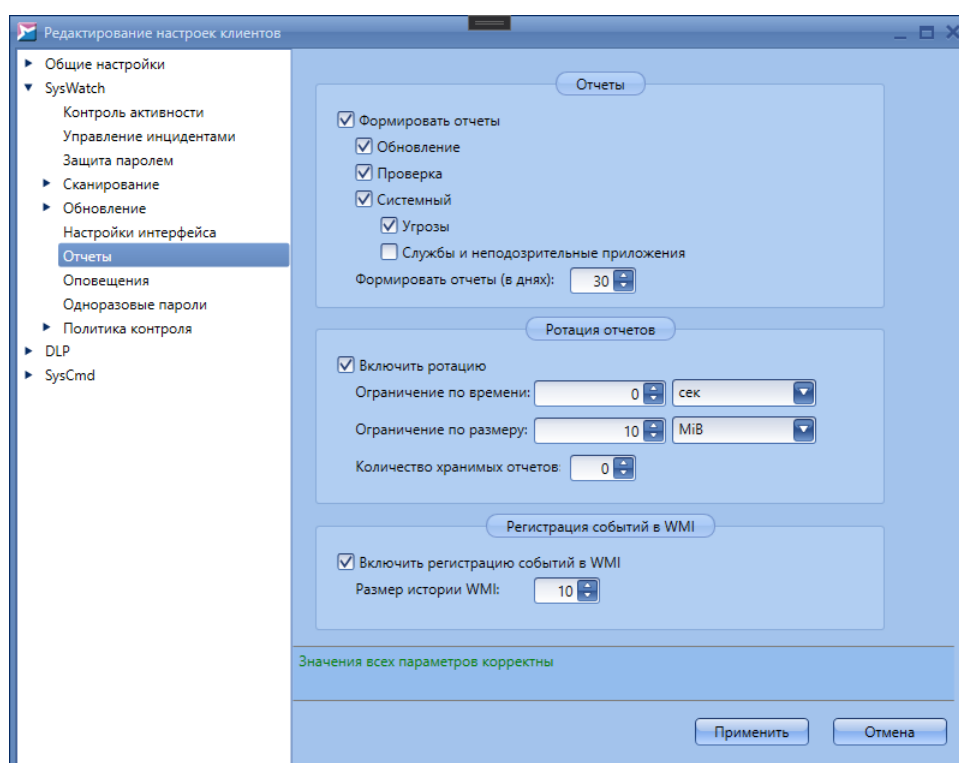 Редактирование настроек клиентов
Общие настройки
SysWatch
Контроль активности
Управление инцидентами
Защита паролем
Сканирование
Обновление
Настройки интерфейса
Отчеты
Оповещения
Одноразовые пароли
Политика контроля
DLP
SysCmd
Отчеты
Формировать отчеты
Обновление
Проверка
Системный
Угрозы
Службы и неподозрительные приложения
Формировать отчеты (в днях): 30
Ротация отчетов
Включить ротацию
Ограничение по времени: 0 сек
Ограничение по размеру: 10 MiB
Количество хранимых отчетов: 0
Регистрация событий в WMI
Включить регистрацию событий в WMI
Размер истории WMI: 10
Значения всех параметров корректны
Применить Отмена